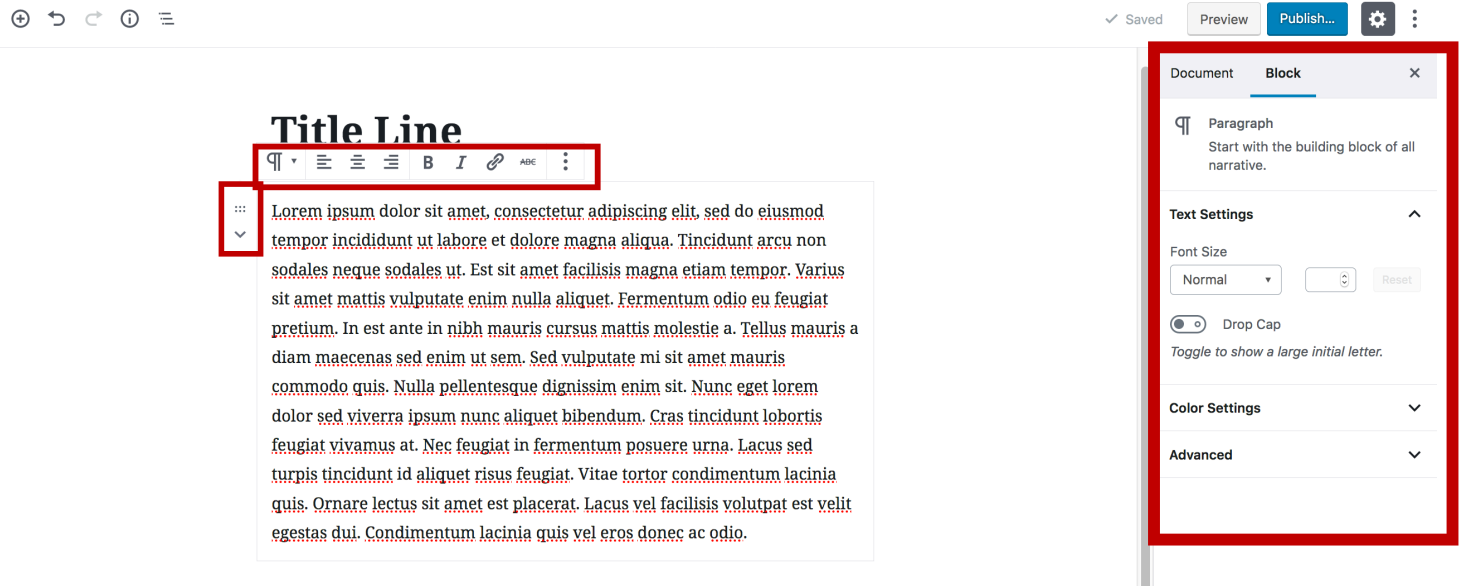 Saved
Preview
Publish...
Document
Block
Title Line
B I ABC
Lorem ipsum dolor sit amet, consectetur adipiscing elit, sed do eiusmod
tempor incididunt ut labore et dolore magna aliqua. Tincidunt arcu non
sodales neque sodales ut. Est sit amet facilisis magna etiam tempor. Varius
sit amet mattis vulputate enim nulla aliquet. Fermentum odio eu feugiat
pretium. In est ante in nibh mauris cursus mattis molestie a. Tellus mauris a
diam maecenas sed enim ut sem. Sed vulputate mi sit amet mauris
commodo quis. Nulla pellentesque dignissim enim sit. Nunc eget lorem
dolor sed viverra ipsum nunc aliquet bibendum. Cras tincidunt lobortis
feugiat vivamus at. Nec feugiat in fermentum posuere urna. Lacus sed
turpis tincidunt id aliquet risus feugiat. Vitae tortor condimentum lacinia
quis. Ornare lectus sit amet est placerat. Lacus vel facilisis volutpat est velit
egestas dui. Condimentum lacinia quis vel eros donec ac odio.
Paragraph
Start with the building block of all
narrative.
Text Settings
Font Size
Normal
Reset
Drop Cap
Toggle to show a large initial letter.
Color Settings
Advanced